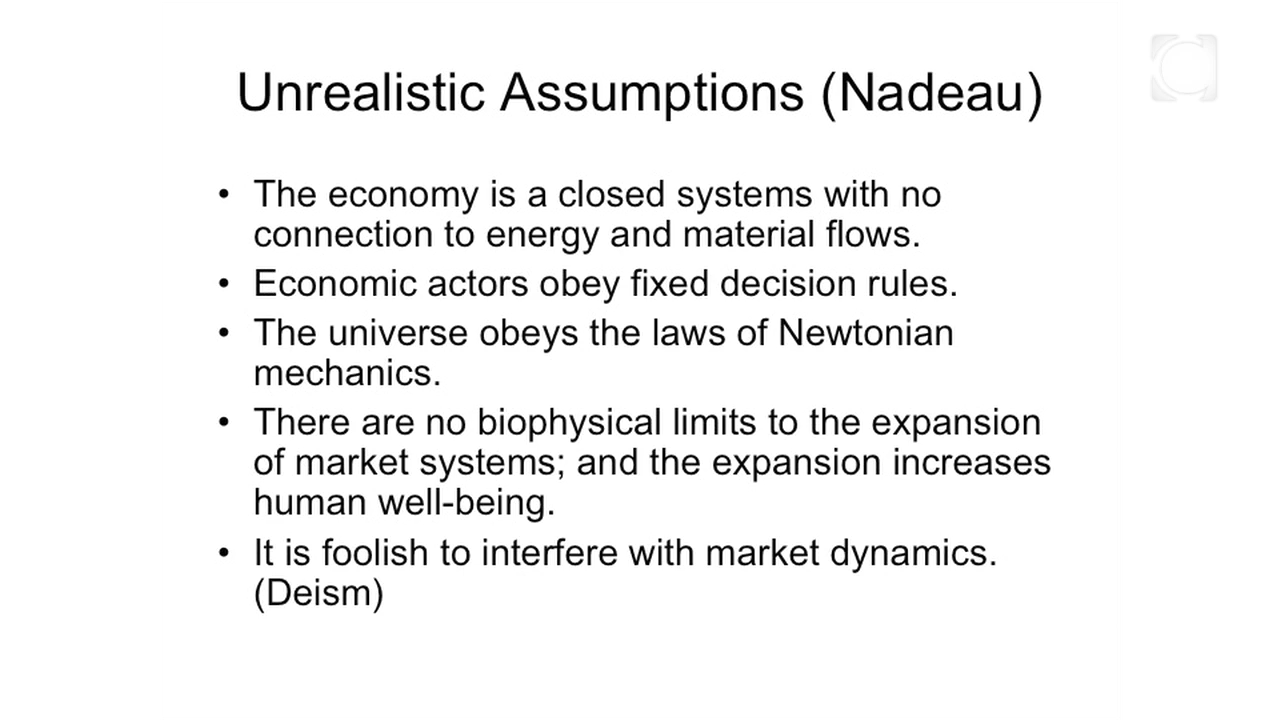 Unrealistic Assumptions (Nadeau)
• The economy is a closed systems with no
connection to energy and material flows.
• Economic actors obey fixed decision rules.
• The universe obeys the laws of Newtonian
mechanics.
• There are no biophysical limits to the expansion
of market systems; and the expansion increases
human well-being.
• It is foolish to interfere with market dynamics.
(Deism)